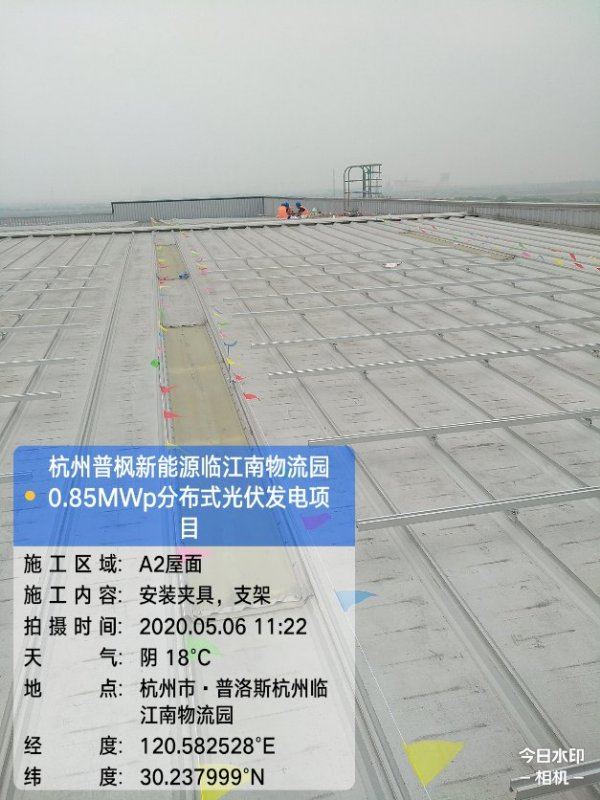 杭州普枫新能源临江南物流园
0.85MWp分布式光伏发电项
目
施工区域: A2屋面
施工内容: 安装夹具，支架
拍摄时间: 2020.05.06 11:22
天气: 阴 18°C
地点: 杭州市·普洛斯杭州临
江南物流园
经度: 120.582528°E
纬度: 30.237999°N
今日水印
相机